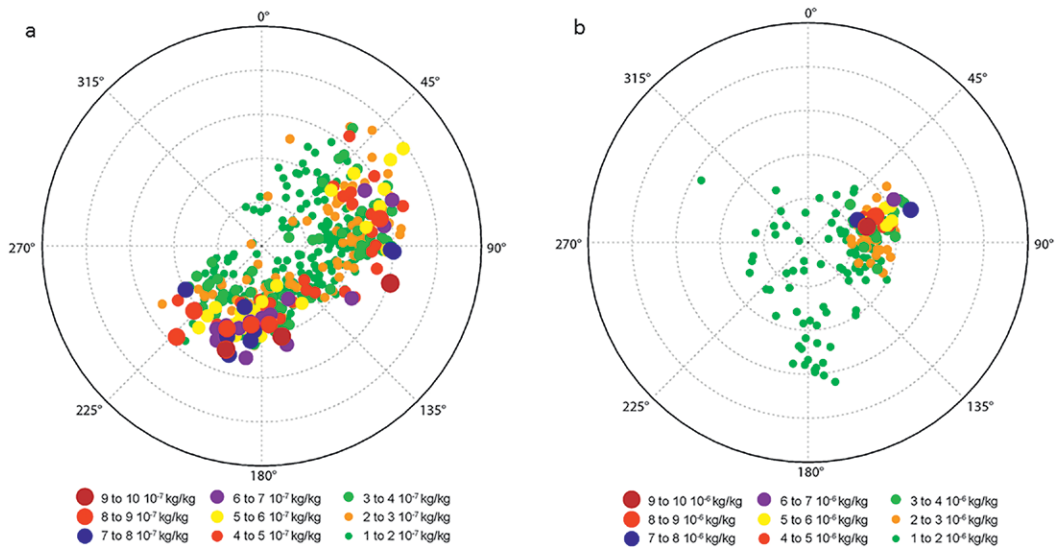 a
0°
45°
90°
135°
180°
225°
270°
315°
9 to 10 10⁻⁷ kg/kg
8 to 9 10⁻⁷ kg/kg
7 to 8 10⁻⁷ kg/kg
6 to 7 10⁻⁷ kg/kg
5 to 6 10⁻⁷ kg/kg
4 to 5 10⁻⁷ kg/kg
3 to 4 10⁻⁷ kg/kg
2 to 3 10⁻⁷ kg/kg
1 to 2 10⁻⁷ kg/kg
b
0°
45°
90°
135°
180°
225°
270°
315°
9 to 10 10⁻⁶ kg/kg
8 to 9 10⁻⁶ kg/kg
7 to 8 10⁻⁶ kg/kg
6 to 7 10⁻⁶ kg/kg
5 to 6 10⁻⁶ kg/kg
4 to 5 10⁻⁶ kg/kg
3 to 4 10⁻⁶ kg/kg
2 to 3 10⁻⁶ kg/kg
1 to 2 10⁻⁶ kg/kg